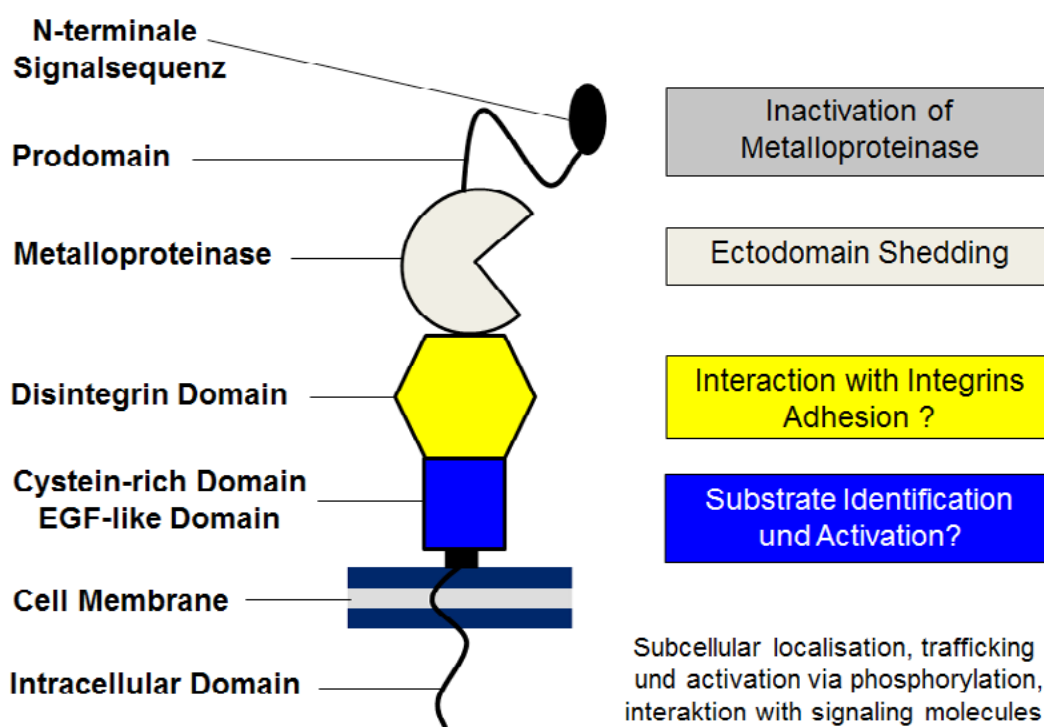 N-terminale
Signalsequenz
Prodomain
Metalloproteinase
Disintegrin Domain
Cystein-rich Domain
EGF-like Domain
Cell Membrane
Intracellular Domain
Inactivation of
Metalloproteinase
Ectodomain Shedding
Interaction with Integrins
Adhesion ?
Substrate Identification
und Activation?
Subcellular localisation, trafficking
und activation via phosphorylation,
interaktion with signaling molecules